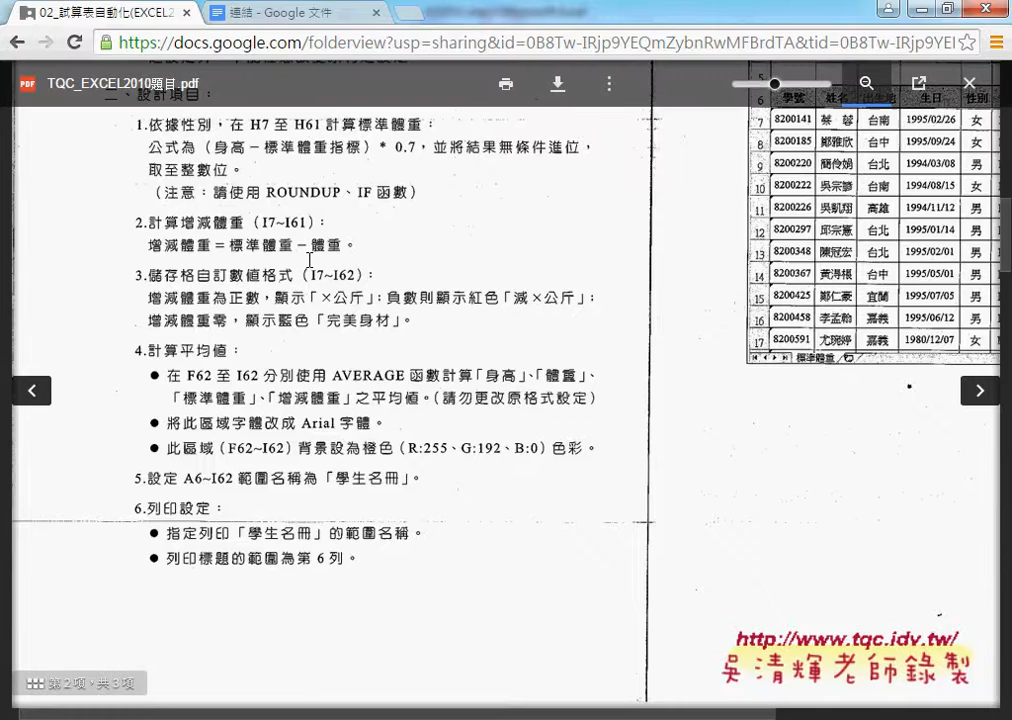 02_試算表自動化(EXCEL2
連結 - Google 文件
https://docs.google.com/folderview?usp=sharing&id=0B8Tw-IRjp9YEQmZybnRwMFBrdTA&tid=0B8Tw-IRjp9YE
TQC_EXCEL2010題目.pdf
二、設計項目：
1.依據性別，在 H7 至 H61 計算標準體重：
公式為（身高－標準體重指標）* 0.7，並將結果無條件進位，
取至整數位。
（注意：請使用 ROUNDUP、IF 函數）
2.計算增減體重（I7~I61）：
增減體重＝標準體重－體重。
3.儲存格自訂數值格式（I7~I62）：
增減體重為正數，顯示「×公斤」；負數則顯示紅色「減×公斤」；
增減體重零，顯示藍色「完美身材」。
4.計算平均值：
● 在 F62 至 I62 分別使用 AVERAGE 函數計算「身高」、「體重」、
「標準體重」、「增減體重」之平均值。（請勿更改原格式設定）
● 將此區域字體改成 Arial 字體。
● 此區域（F62~I62）背景設為橙色（R:255、G:192、B:0）色彩。
5.設定 A6~I62 範圍名稱為「學生名冊」。
6.列印設定：
● 指定列印「學生名冊」的範圍名稱。
● 列印標題的範圍為第 6 列。
5
6 學號 姓名 出生地 生日 性別
7 8200141 蔡 蓉 台南 1995/02/26 女
8 8200185 鄭雅欣 台中 1995/09/24 女
9 8200220 簡伶娟 台北 1994/03/08 男
10 8200222 吳宗 台南 1994/08/15 女
11 8200226 吳凱翔 高雄 1994/11/12 男
12 8200297 邱宗憲 台北 1995/01/14 男
13 8200348 陳冠宏 台北 1995/02/01 男
14 8200367 黃 台中 1995/05/01 男
15 8200425 鄭仁豪 宜蘭 1995/07/05 男
16 8200458 李孟 嘉義 1995/06/12 男
17 8200591 尤婷 嘉義 1980/12/07 女
標準體重
第 2 項，共 3 項
http://www.tqc.idv.tw/
吳清輝老師錄製